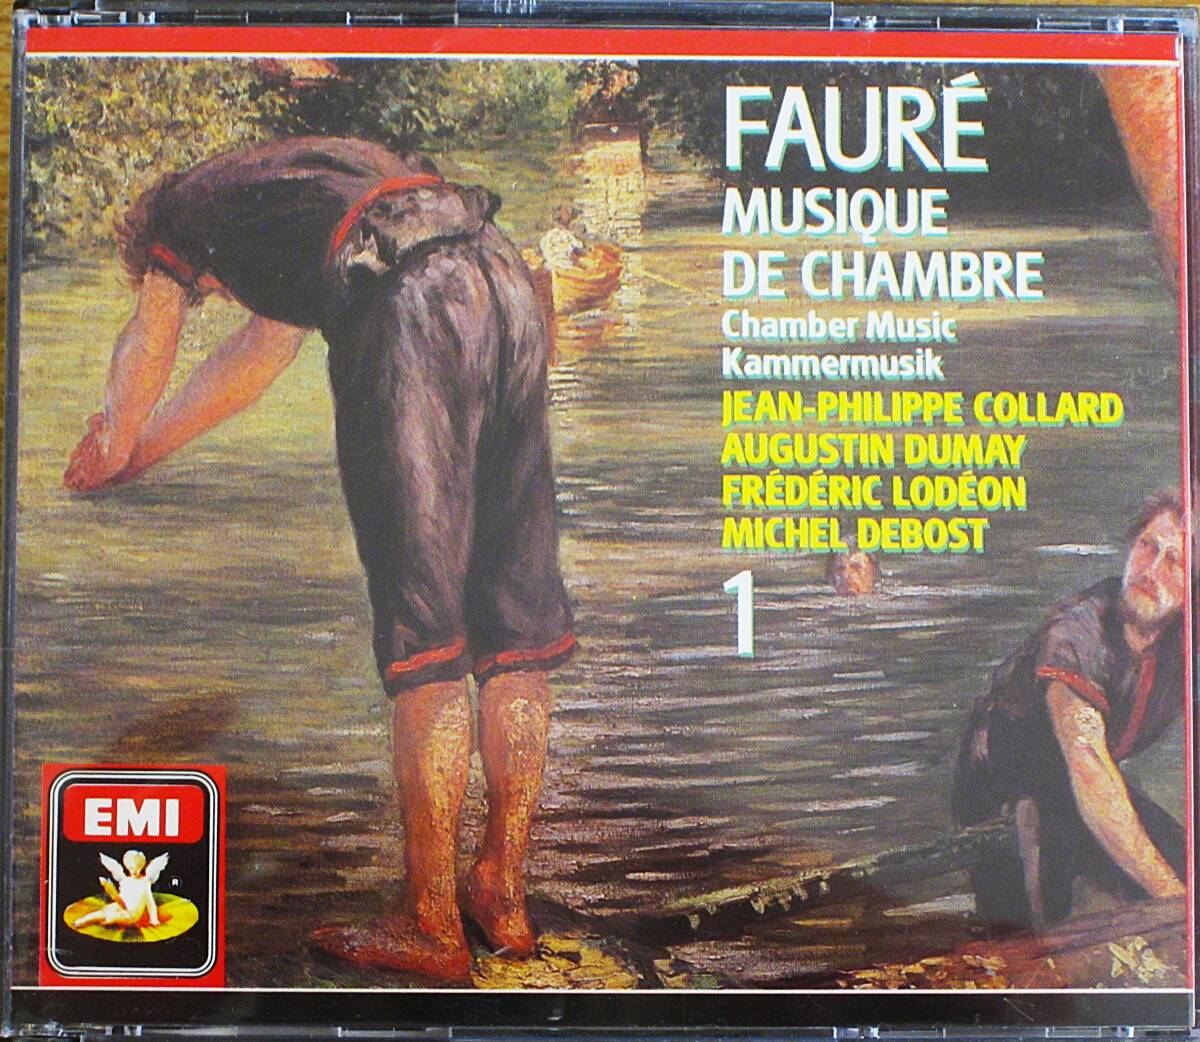 FAURÉ
MUSIQUE
DE CHAMBRE
Chamber Music
Kammermusik
JEAN-PHILIPPE COLLARD
AUGUSTIN DUMAY
FRÉDÉRIC LODÉON
MICHEL DEBOST
1
EMI
®